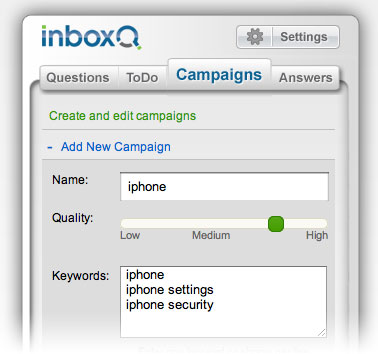 inboxQ
Settings
Questions ToDo Campaigns Answers
Create and edit campaigns
- Add New Campaign
Name: iphone
Quality:
Low Medium High
Keywords: iphone
iphone settings
iphone security